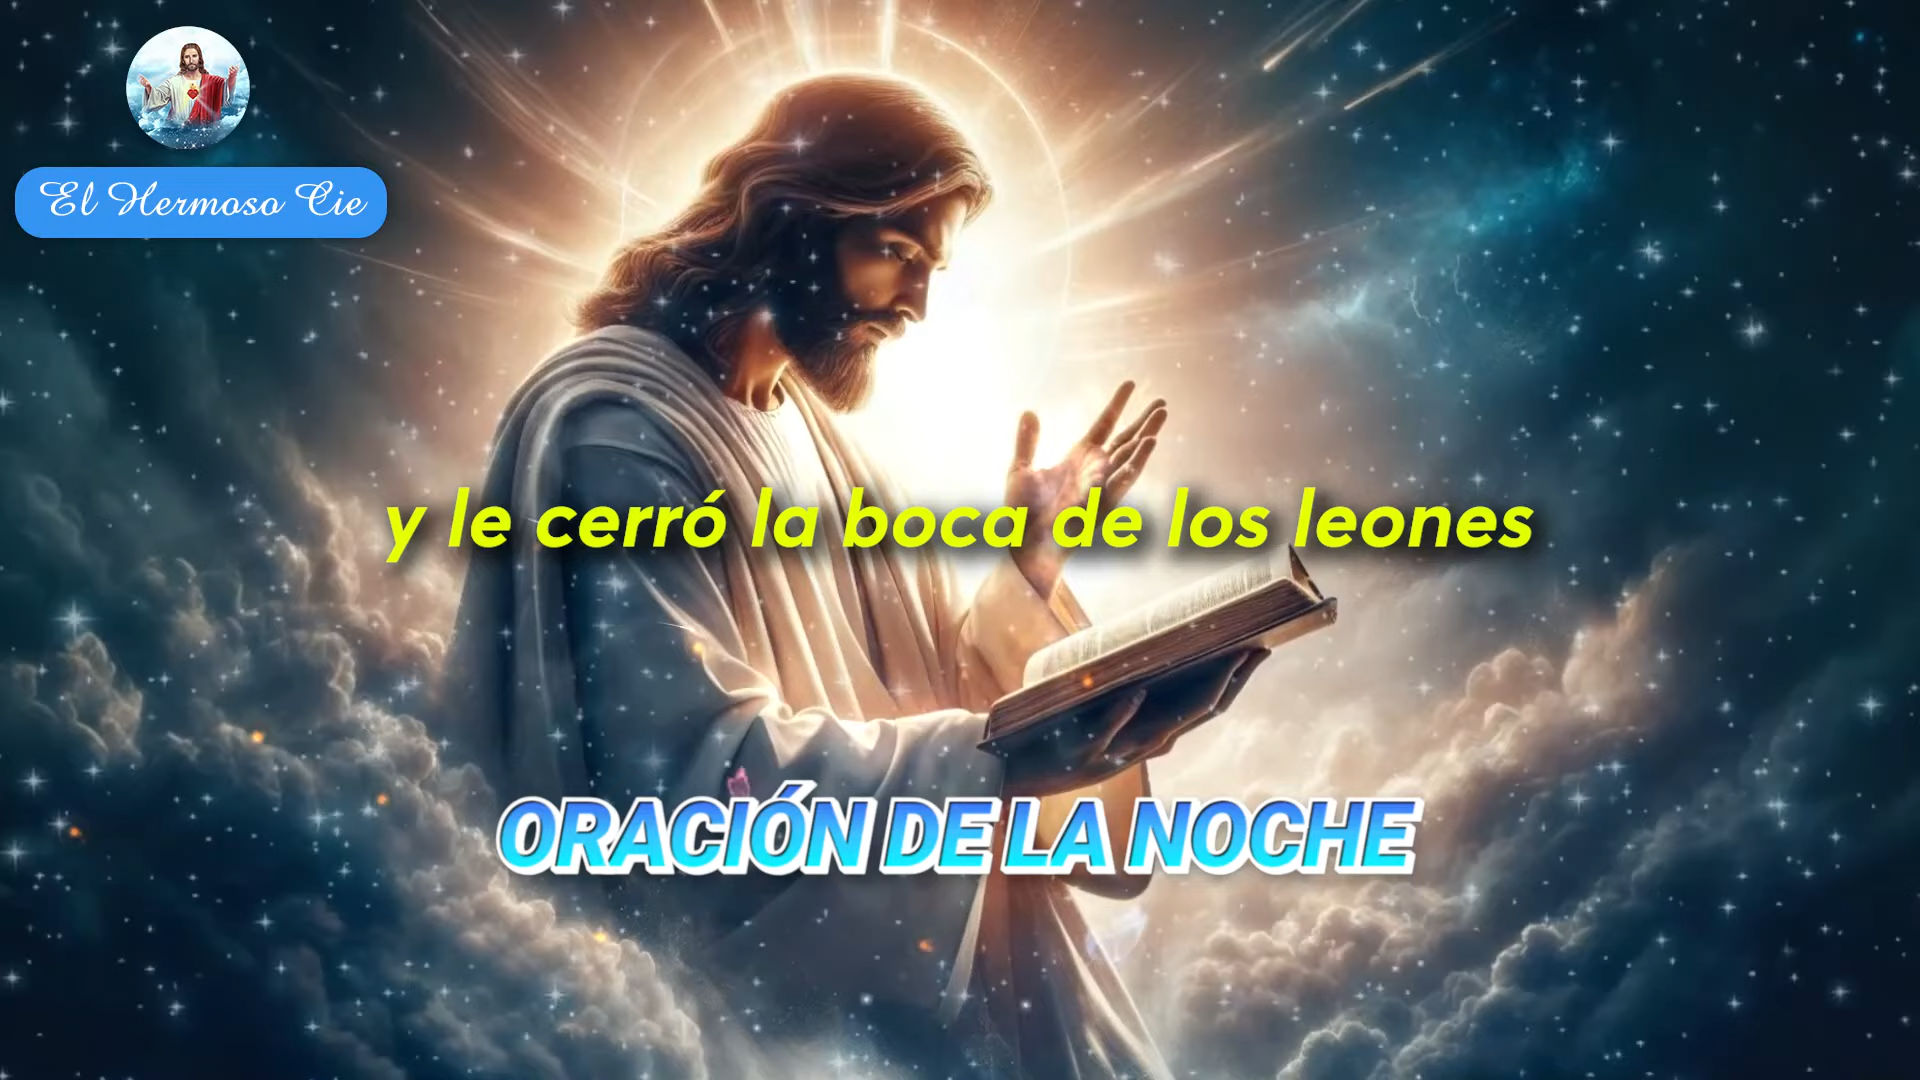 El Hermoso Cie
y le cerró la boca de los leones
ORACIÓN DE LA NOCHE